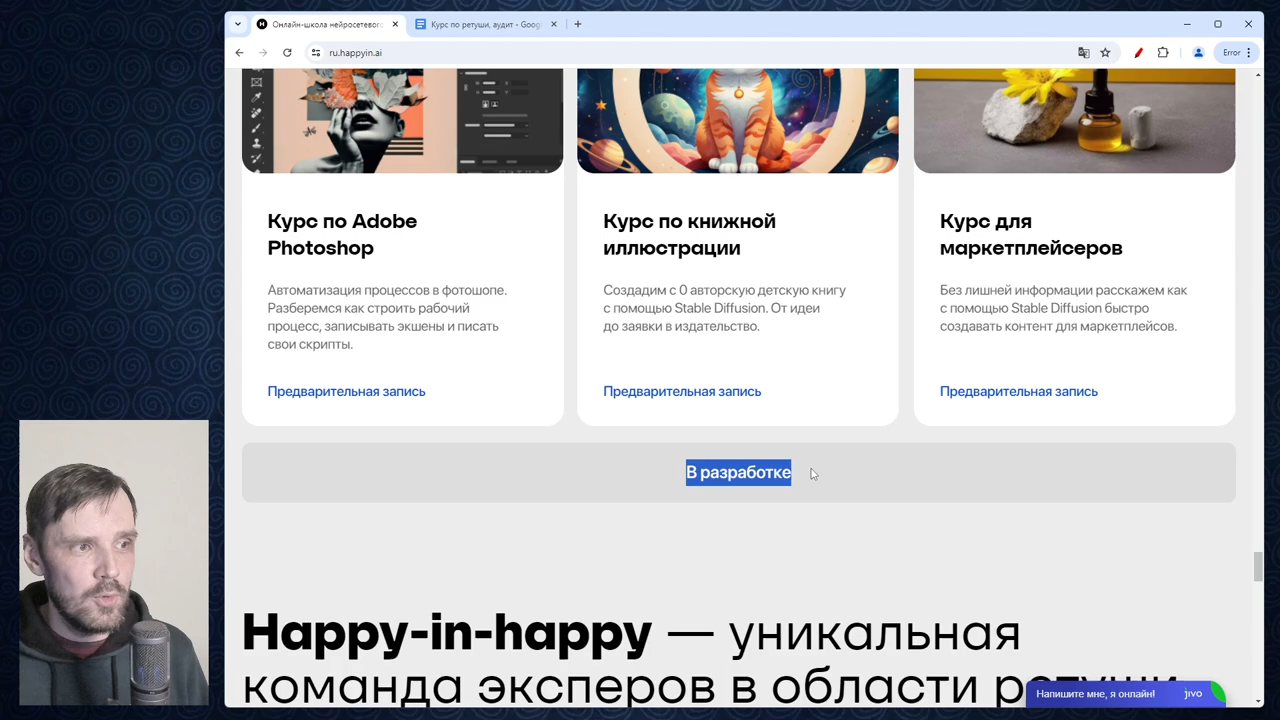 Онлайн-школа нейросетевого
Курс по ретуши, аудит - Goog
ru.happyin.ai
Error
Курс по Adobe
Photoshop
Автоматизация процессов в фотошопе.
Разберемся как строить рабочий
процесс, записывать экшены и писать
свои скрипты.
Предварительная запись
Курс по книжной
иллюстрации
Создадим с 0 авторскую детскую книгу
с помощью Stable Diffusion. От идеи
до заявки в издательство.
Предварительная запись
Курс для
маркетплейсеров
Без лишней информации расскажем как
с помощью Stable Diffusion быстро
создавать контент для маркетплейсов.
Предварительная запись
В разработке
Happy-in-happy — уникальная
команда экспеpов в области ретуши
Напишите мне, я онлайн!
jivo